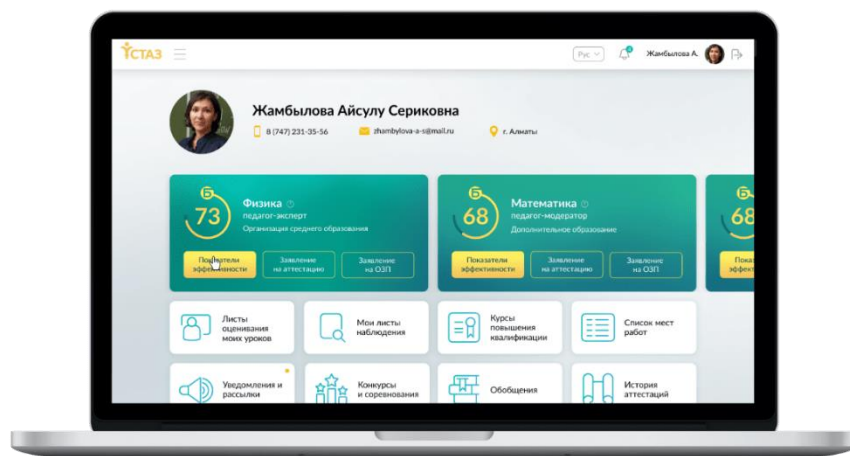 ҰСТАЗ
Рус
4
Жамбылова А.
Жамбылова Айсулу Сериковна
8 (747) 231-35-56
zhambylova-a-s@mail.ru
г. Алматы
Б
73
Физика
педагог-эксперт
Организация среднего образования
Показатели
эффективности
Заявление
на аттестацию
Заявление
на ОЗП
Б
68
Математика
педагог-модератор
Дополнительное образование
Показатели
эффективности
Заявление
на аттестацию
Заявление
на ОЗП
Б
68
Листы
оценивания
моих уроков
Мои листы
наблюдения
Курсы
повышения
квалификации
Список мест
работ
Уведомления и
рассылки
Конкурсы
и соревнования
Обобщения
История
аттестаций